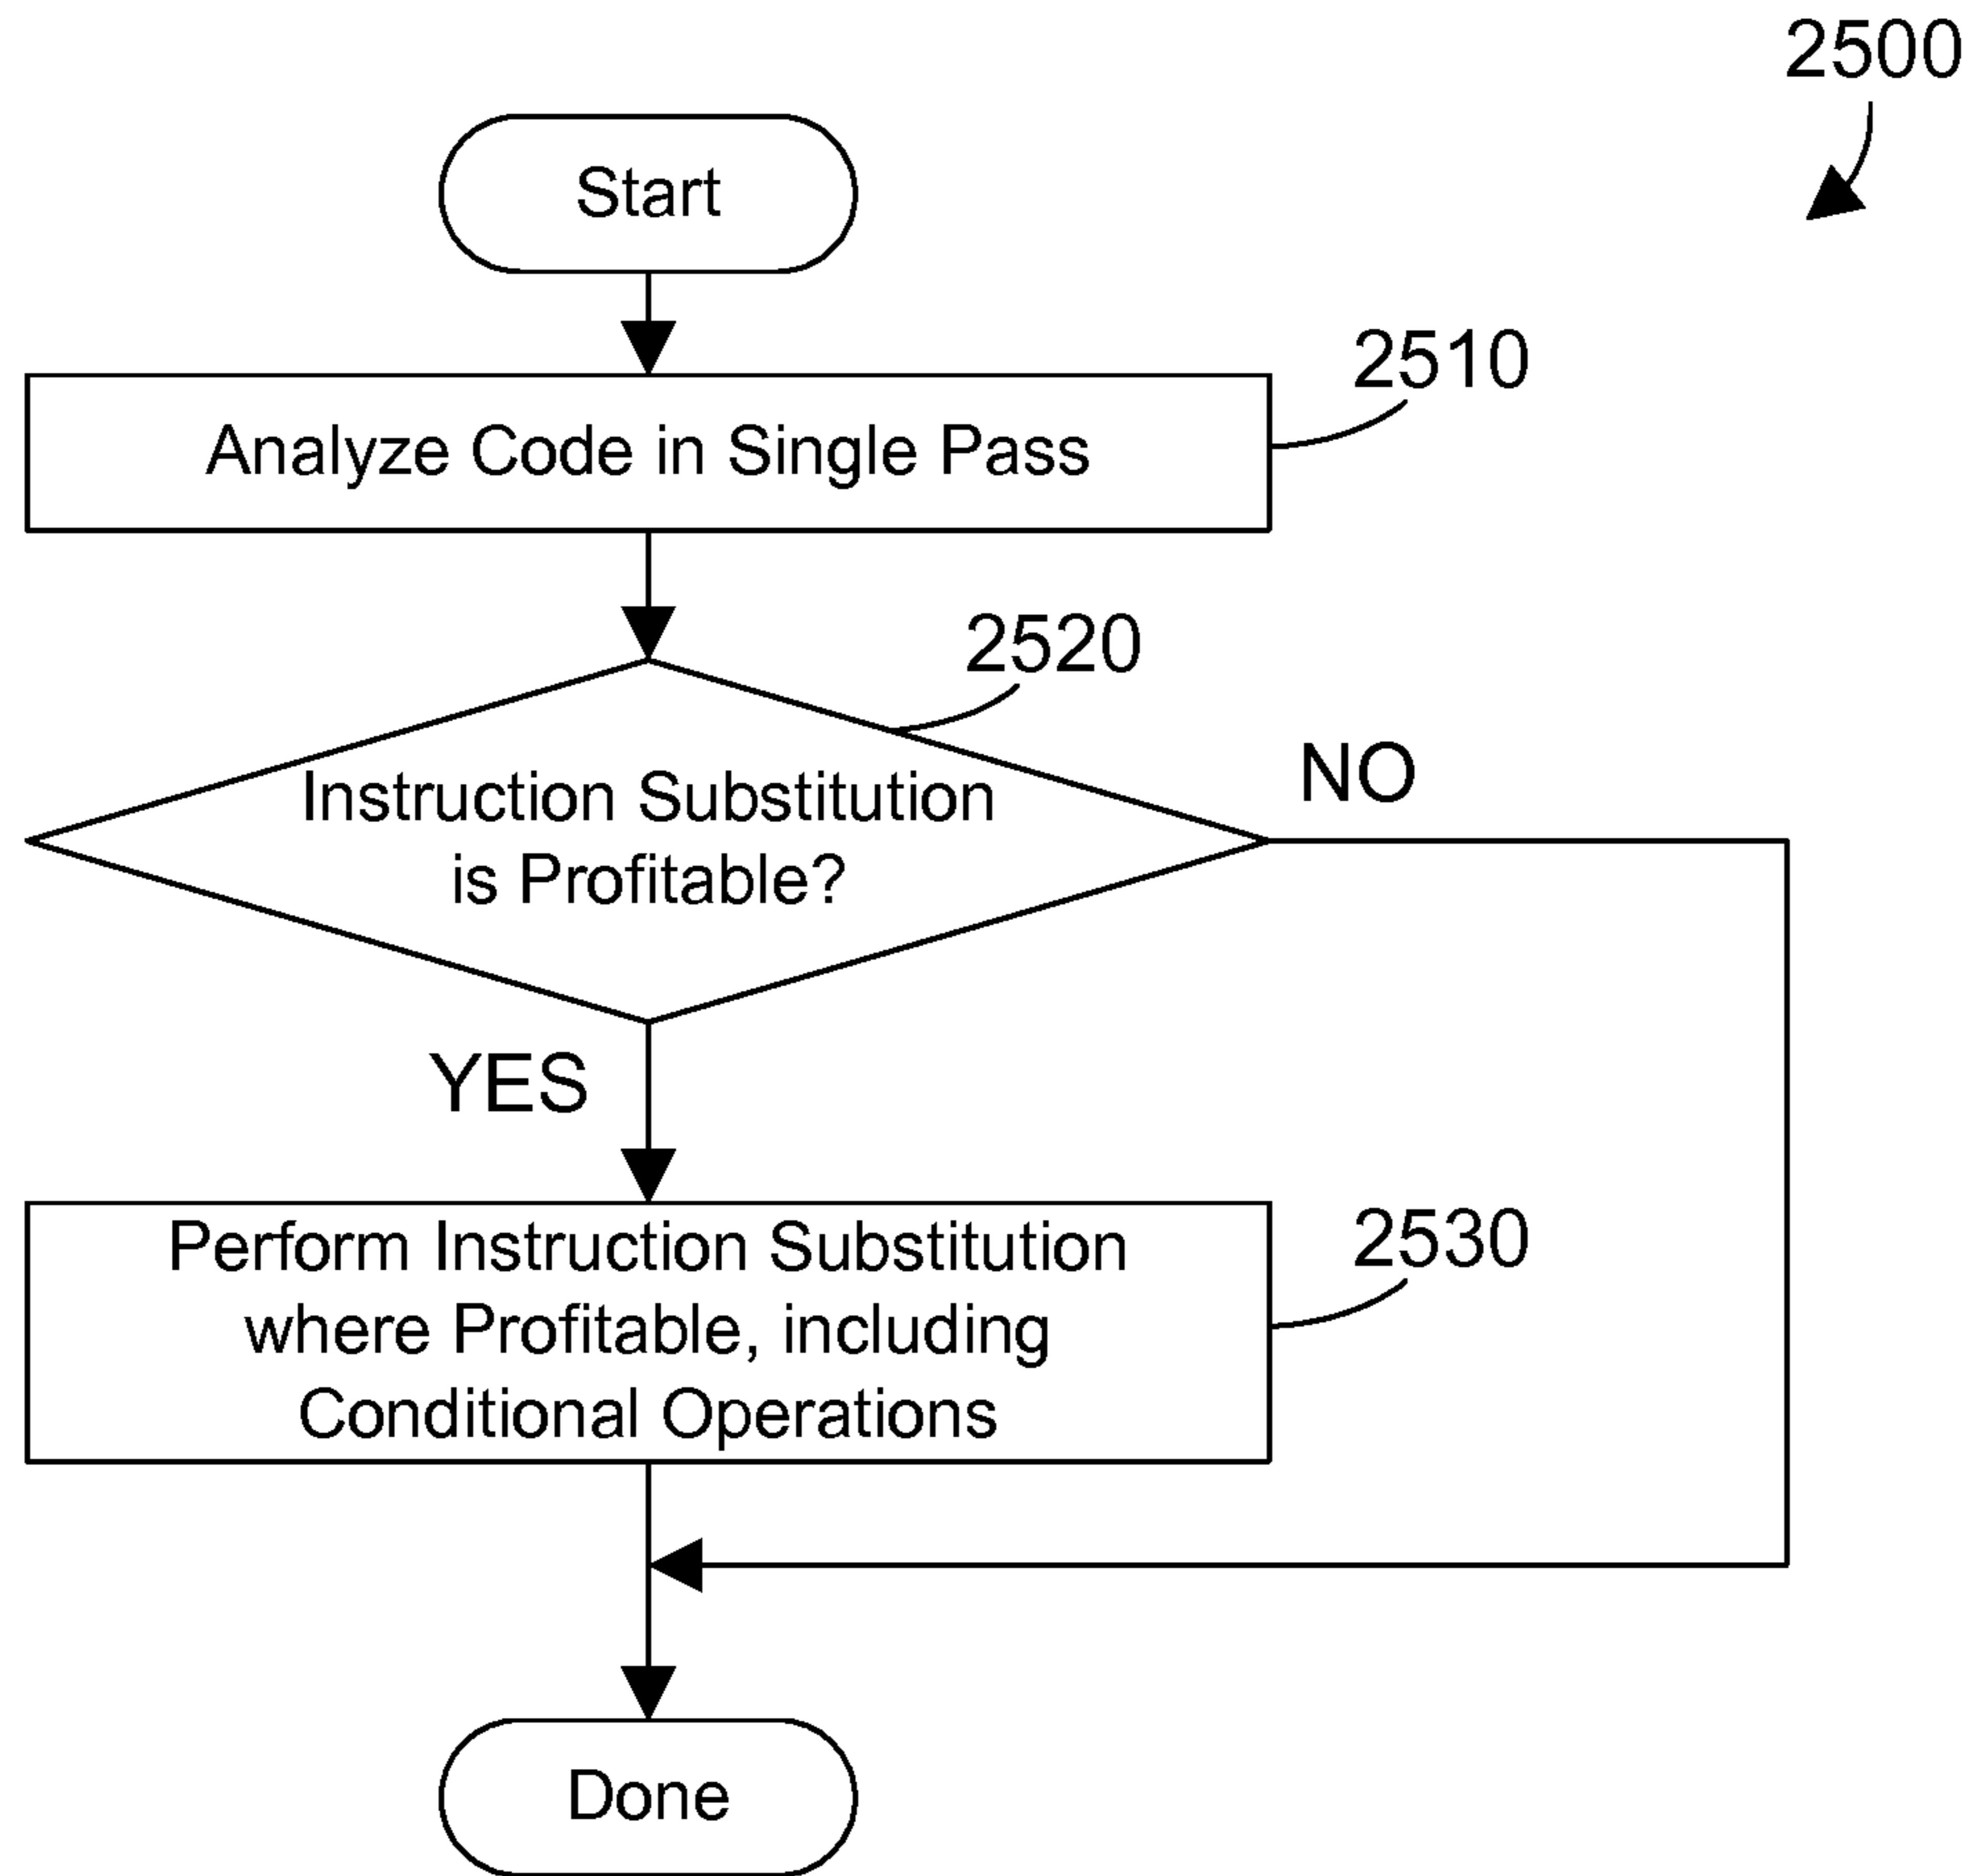 2500
Start
2510
Analyze Code in Single Pass
2520
NO
Instruction Substitution
is Profitable?
YES
2530
Perform Instruction Substitution
where Profitable, including
Conditional Operations
Done